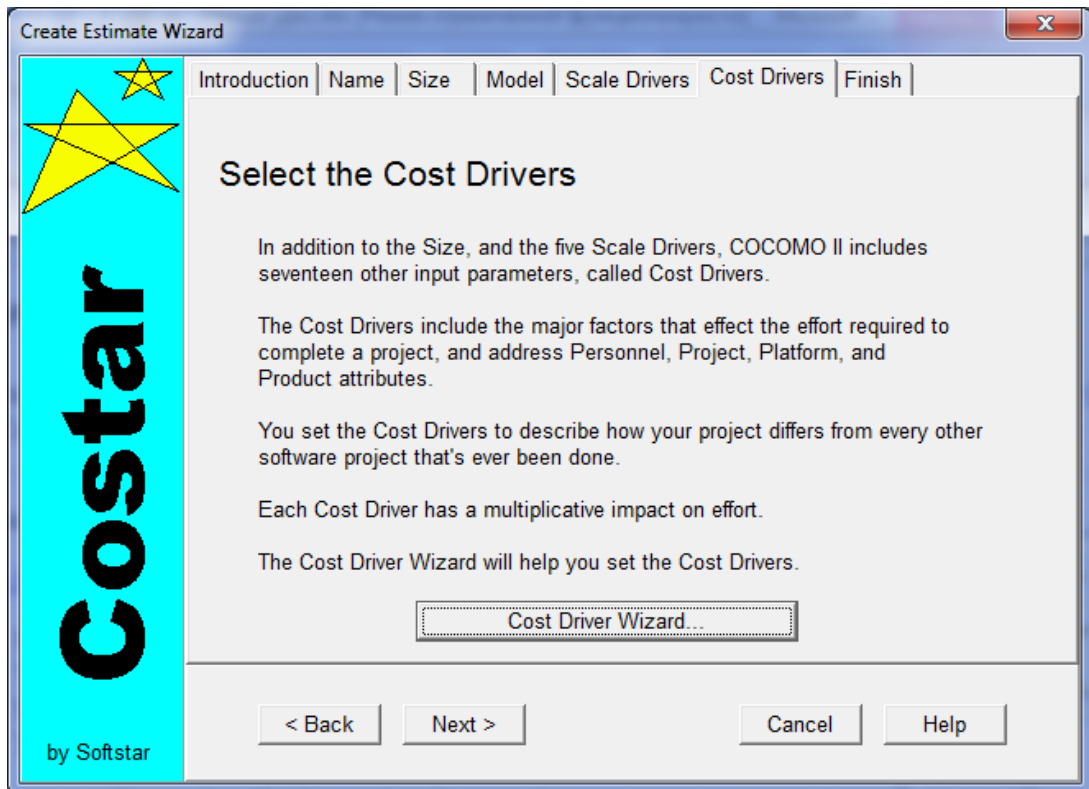 Create Estimate Wizard
X
Introduction Name Size Model Scale Drivers Cost Drivers Finish
Select the Cost Drivers
In addition to the Size, and the five Scale Drivers, COCOMO II includes
seventeen other input parameters, called Cost Drivers.
The Cost Drivers include the major factors that effect the effort required to
complete a project, and address Personnel, Project, Platform, and
Product attributes.
You set the Cost Drivers to describe how your project differs from every other
software project that's ever been done.
Each Cost Driver has a multiplicative impact on effort.
The Cost Driver Wizard will help you set the Cost Drivers.
Cost Driver Wizard...
< Back Next > Cancel Help
Costar
by Softstar